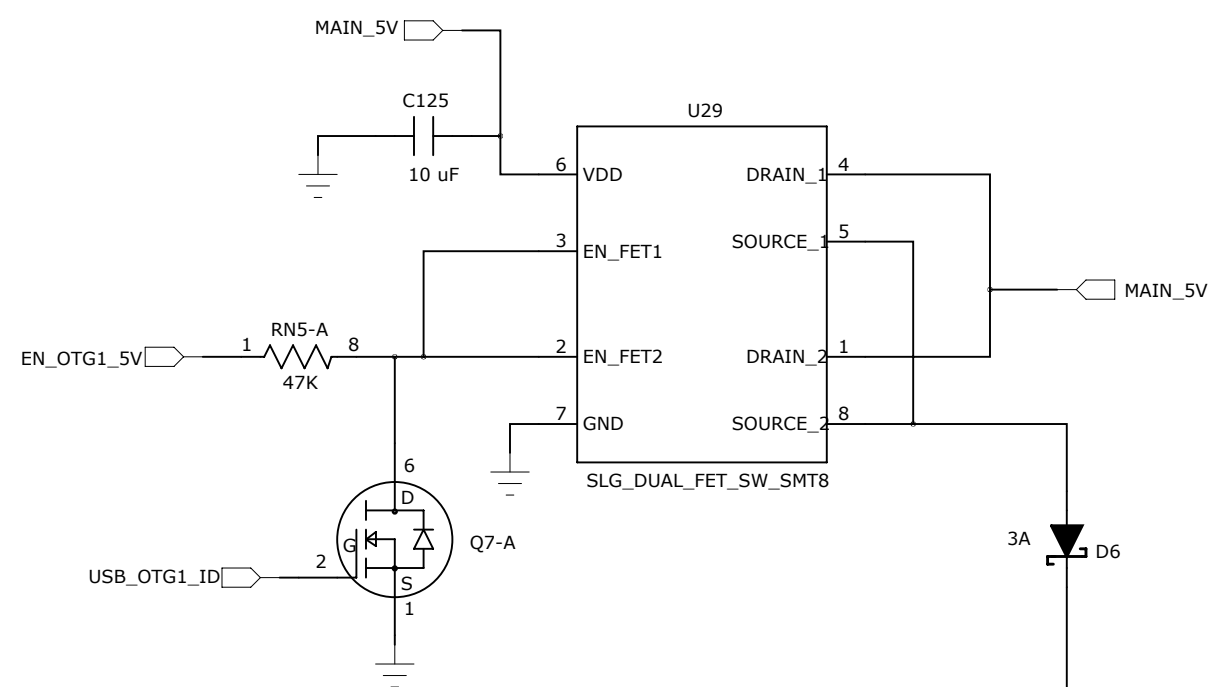 MAIN_5V
C125
10 uF
U29
6 VDD
DRAIN_1 4
3 EN_FET1
SOURCE_1 5
MAIN_5V
RN5-A
EN_OTG1_5V 1 8
47K
2 EN_FET2
DRAIN_2 1
7 GND
SOURCE_2 8
SLG_DUAL_FET_SW_SMT8
6
D
G
Q7-A
3A
D6
USB_OTG1_ID 2
S
1